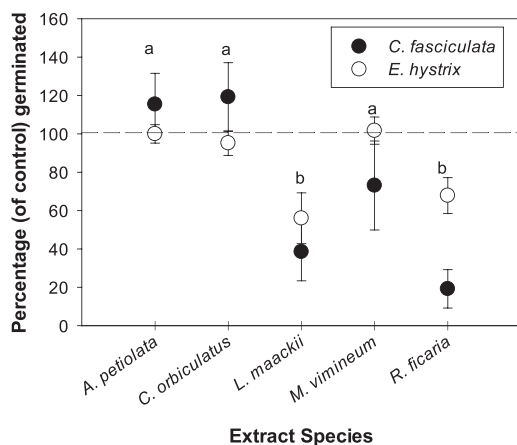 Percentage (of control) germinated
160
140
120
100
80
60
40
20
0
C. fasciculata
E. hystrix
a
a
b
a
b
A. petiolata
C. orbiculatus
L. maackii
M. vimineum
R. ficaria
Extract Species